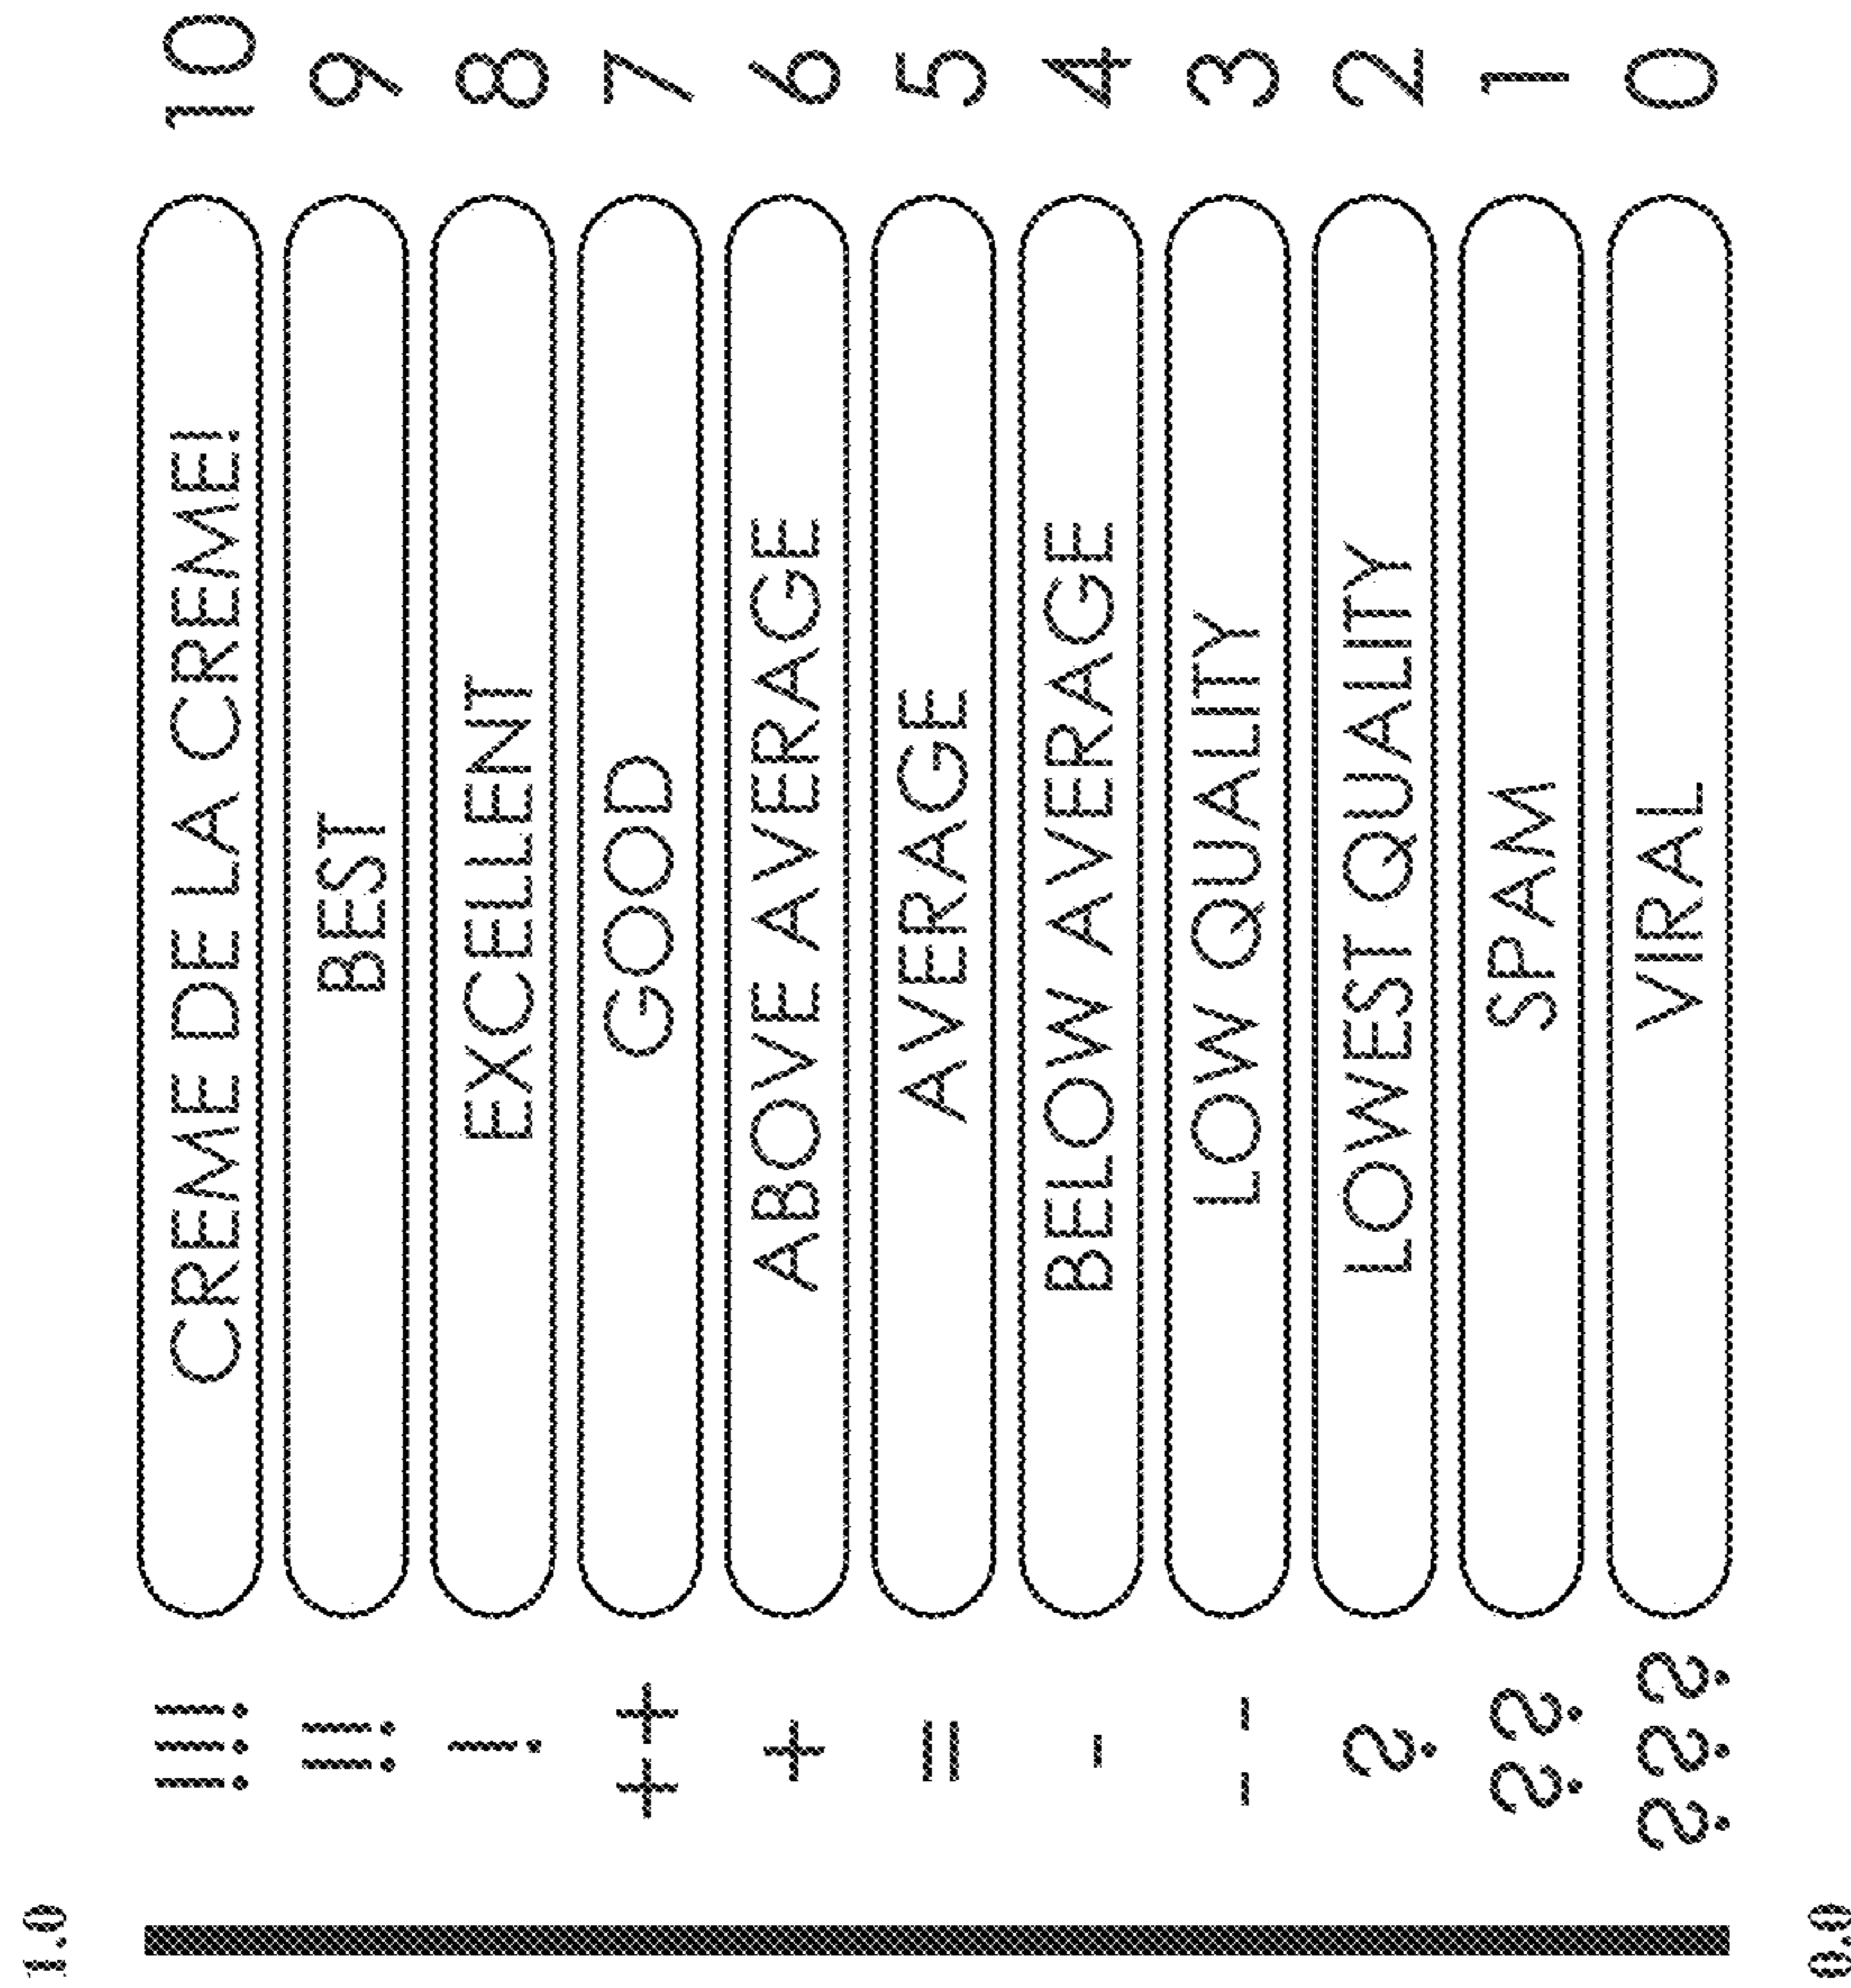 1.0
!!! CREME DE LA CREME! 10
!! BEST 9
! EXCELLENT 8
++ GOOD 7
+ ABOVE AVERAGE 6
= AVERAGE 5
- BELOW AVERAGE 4
- - LOW QUALITY 3
? LOWEST QUALITY 2
?? SPAM 1
??? VIRAL 0
0.0